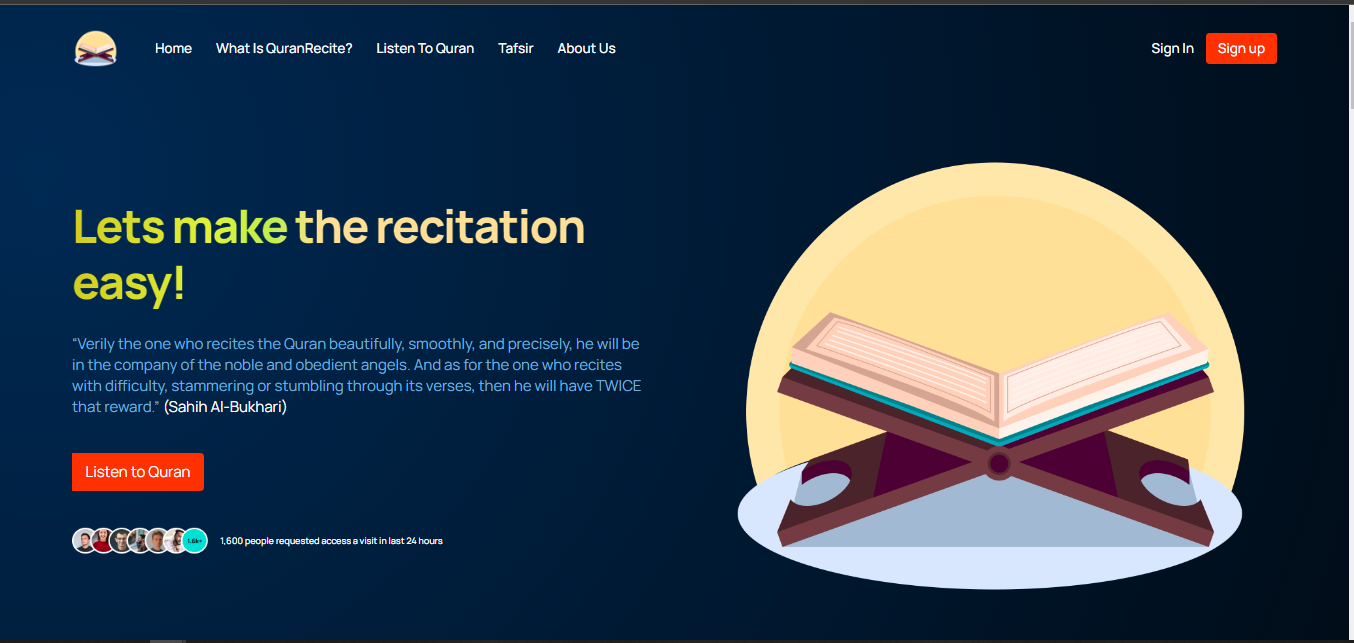 Home What Is QuranRecite? Listen To Quran Tafsir About Us Sign In Sign up
Lets make the recitation
easy!
“Verily the one who recites the Quran beautifully, smoothly, and precisely, he will be
in the company of the noble and obedient angels. And as for the one who recites
with difficulty, stammering or stumbling through its verses, then he will have TWICE
that reward.” (Sahih Al-Bukhari)
Listen to Quran
1.6k+ 1,600 people requested access a visit in last 24 hours